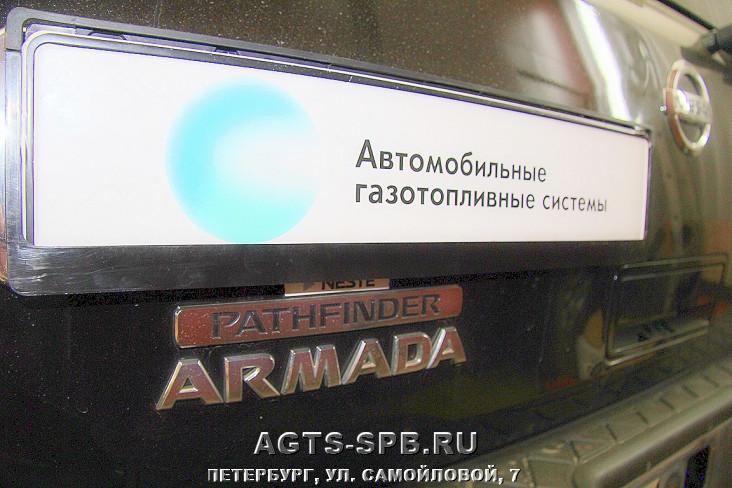 Автомобильные
газотопливные системы
NESTE
PATHFINDER
ARMADA
AGTS-SPB.RU
ПЕТЕРБУРГ, УЛ. САМОЙЛОВОЙ, 7